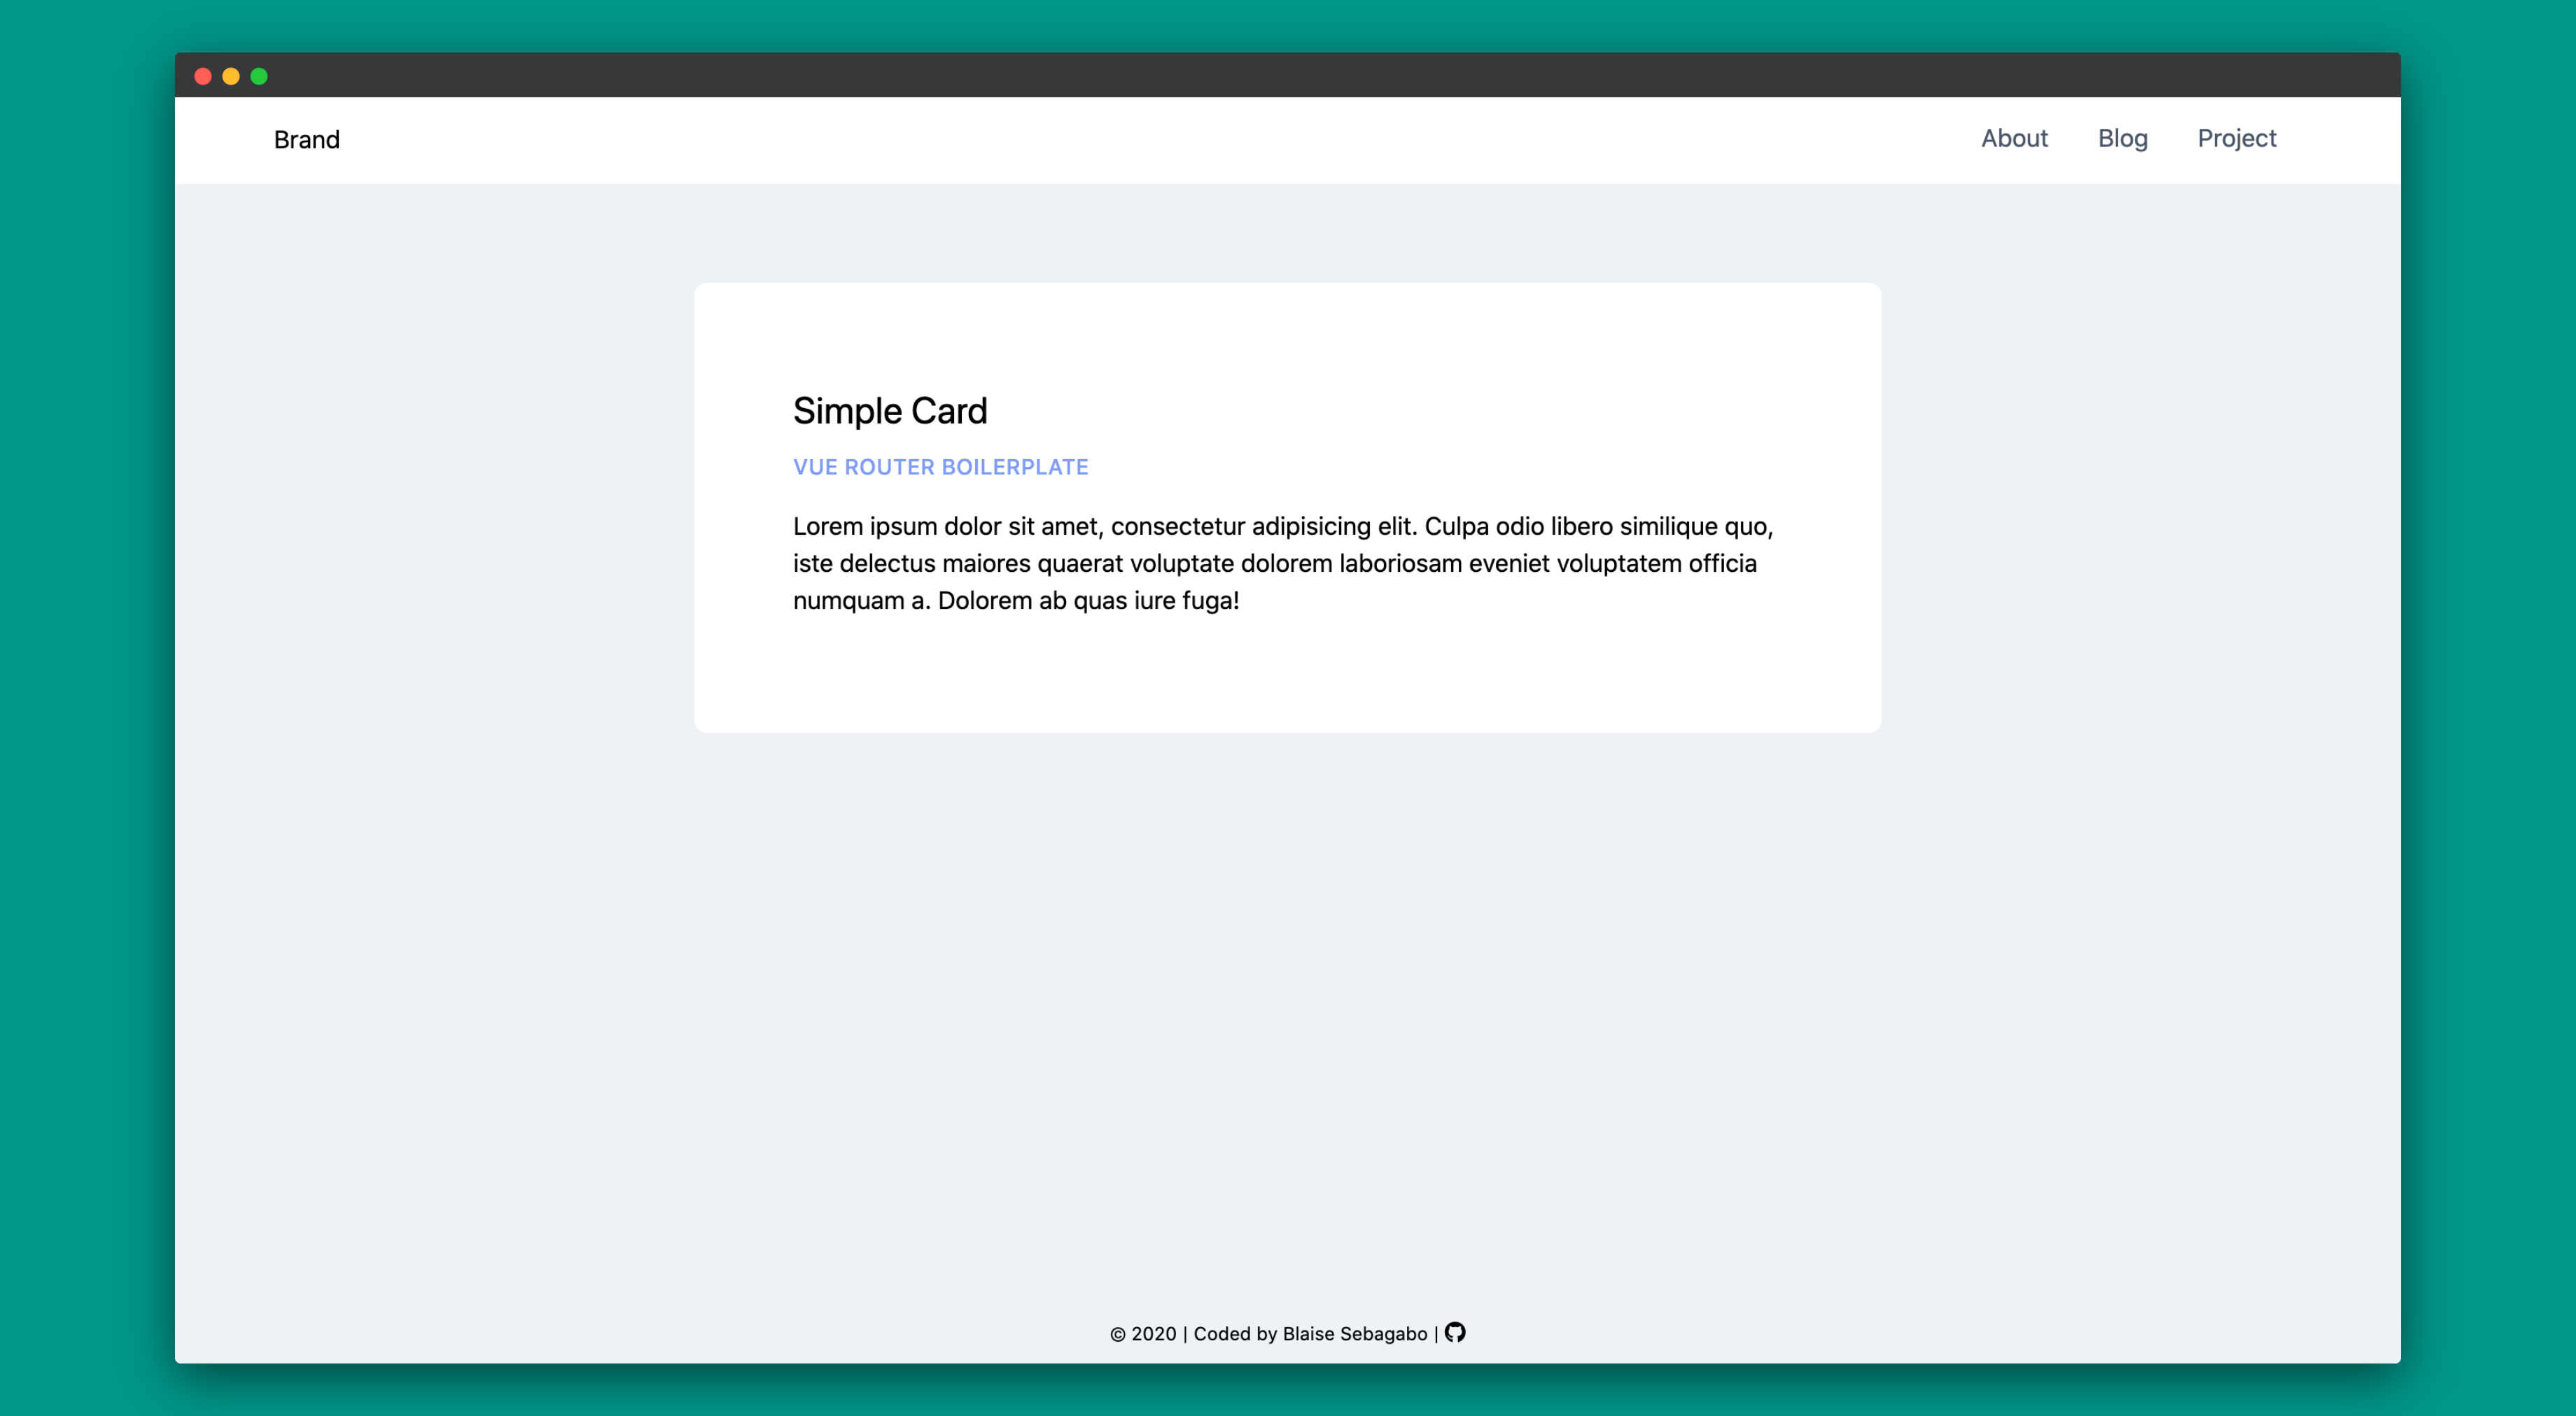 Brand
About Blog Project
Simple Card
VUE ROUTER BOILERPLATE
Lorem ipsum dolor sit amet, consectetur adipisicing elit. Culpa odio libero similique quo,
iste delectus maiores quaerat voluptate dolorem laboriosam eveniet voluptatem officia
numquam a. Dolorem ab quas iure fuga!
© 2020 | Coded by Blaise Sebagabo |